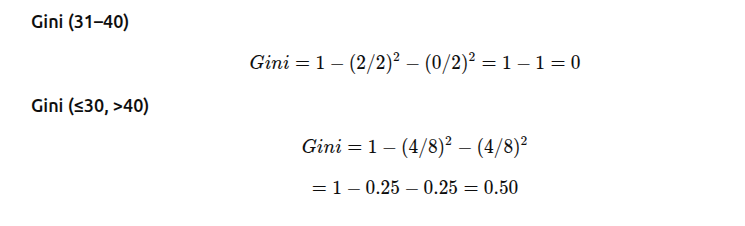 Gini (31–40)
Gini = 1 − (2/2)² − (0/2)² = 1 − 1 = 0
Gini (≤30, >40)
Gini = 1 − (4/8)² − (4/8)²
= 1 − 0.25 − 0.25 = 0.50